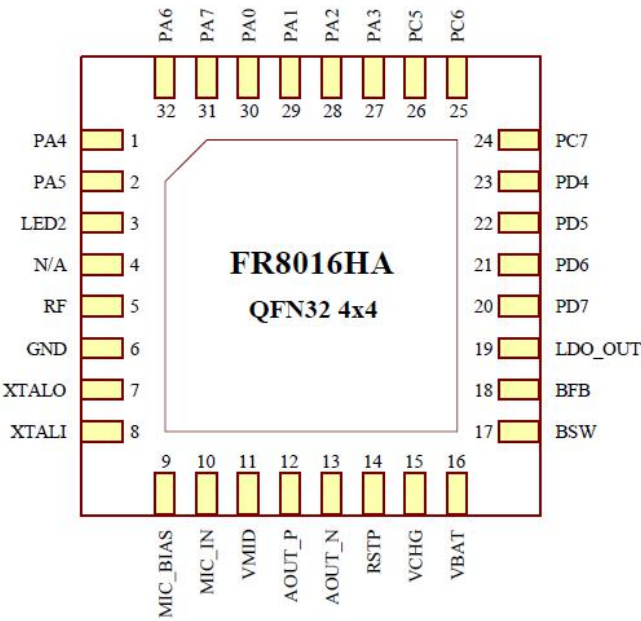 PA6 PA7 PA0 PA1 PA2 PA3 PC5 PC6
32 31 30 29 28 27 26 25
PA4 1 24 PC7
PA5 2 23 PD4
LED2 3 22 PD5
N/A 4 21 PD6
FR8016HA
RF 5 20 PD7
QFN32 4x4
GND 6 19 LDO_OUT
XTALO 7 18 BFB
XTALI 8 17 BSW
9 10 11 12 13 14 15 16
MIC_BIAS MIC_IN VMID AOUT_P AOUT_N RSTP VCHG VBAT